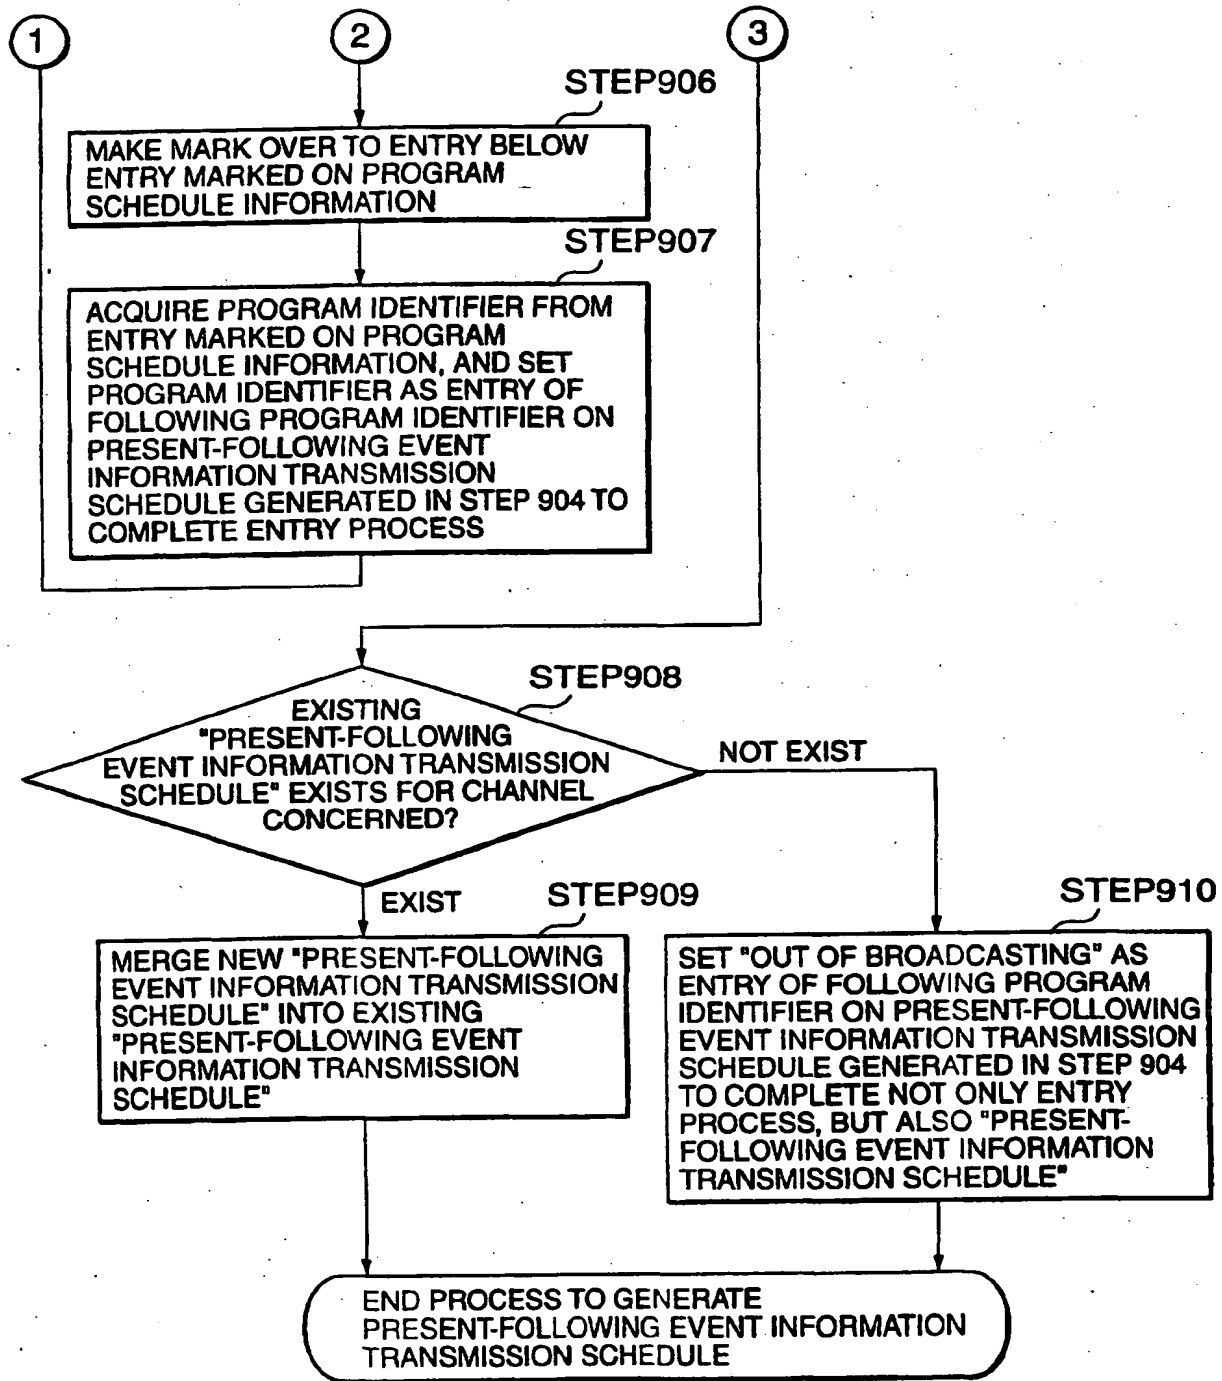 1
2
3
STEP906
MAKE MARK OVER TO ENTRY BELOW
ENTRY MARKED ON PROGRAM
SCHEDULE INFORMATION
STEP907
ACQUIRE PROGRAM IDENTIFIER FROM
ENTRY MARKED ON PROGRAM
SCHEDULE INFORMATION, AND SET
PROGRAM IDENTIFIER AS ENTRY OF
FOLLOWING PROGRAM IDENTIFIER ON
PRESENT-FOLLOWING EVENT
INFORMATION TRANSMISSION
SCHEDULE GENERATED IN STEP 904 TO
COMPLETE ENTRY PROCESS
STEP908
EXISTING
"PRESENT-FOLLOWING
EVENT INFORMATION TRANSMISSION
SCHEDULE" EXISTS FOR CHANNEL
CONCERNED?
NOT EXIST
EXIST
STEP909
MERGE NEW "PRESENT-FOLLOWING
EVENT INFORMATION TRANSMISSION
SCHEDULE" INTO EXISTING
"PRESENT-FOLLOWING EVENT
INFORMATION TRANSMISSION
SCHEDULE"
STEP910
SET "OUT OF BROADCASTING" AS
ENTRY OF FOLLOWING PROGRAM
IDENTIFIER ON PRESENT-FOLLOWING
EVENT INFORMATION TRANSMISSION
SCHEDULE GENERATED IN STEP 904
TO COMPLETE NOT ONLY ENTRY
PROCESS, BUT ALSO "PRESENT-
FOLLOWING EVENT INFORMATION
TRANSMISSION SCHEDULE"
END PROCESS TO GENERATE
PRESENT-FOLLOWING EVENT INFORMATION
TRANSMISSION SCHEDULE